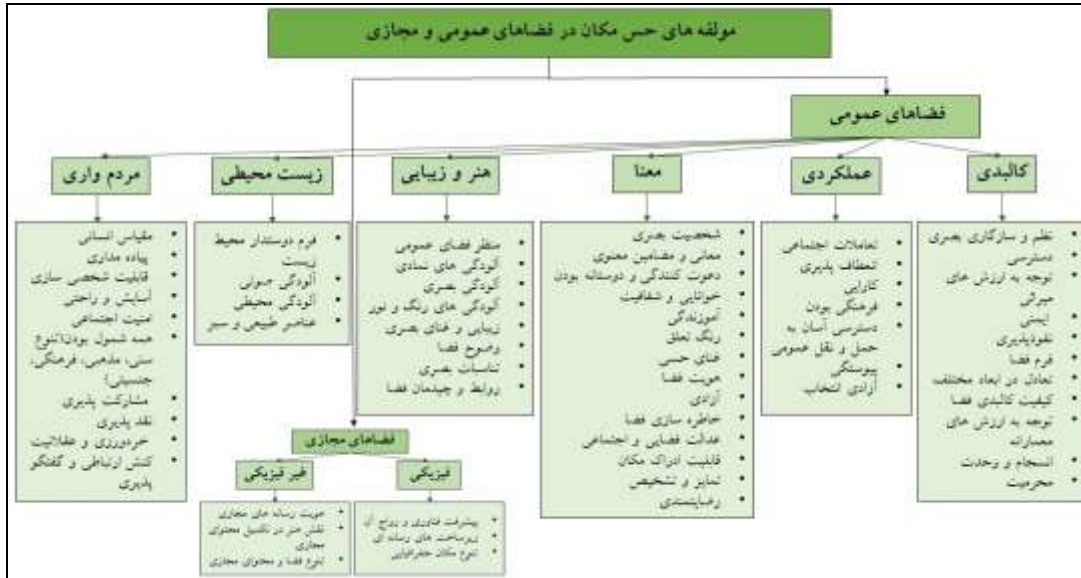 مولفه های حس مکان در فضاهای عمومی و مجازی
فضاهای عمومی
کالبدی
نظم و سازگاری بصری
دسترسی
توجه به ارزش های
میراثی
ایمنی
نفوذپذیری
فرم فضا
تعادل در ابعاد مختلف
کیفیت کالبدی فضا
توجه به ارزش های
معمارانه
انسجام و وحدت
محرمیت
عملکردی
تعاملات اجتماعی
انعطاف پذیری
کارایی
فرهنگی بودن
دسترسی آسان به
حمل و نقل عمومی
پیوستگی
آزادی انتخاب
معنا
شخصیت بصری
معانی و مضامین معنوی
دعوت کنندگی و دوستانه بودن
خوانایی و شفافیت
آموزندگی
رنگ تعلق
غنای حسی
هویت فضا
آزادی
خاطره سازی فضا
عدالت فضایی و اجتماعی
قابلیت ادراک مکان
تمایز و تشخیص
رضایتمندی
هنر و زیبایی
منظر فضای عمومی
آلودگی های نمادی
آلودگی بصری
آلودگی های رنگ و نور
زیبایی و غنای بصری
وضوح فضا
تناسبات بصری
روابط و چیدمان فضا
زیست محیطی
فرم دوستدار محیط
زیست
آلودگی صوتی
آلودگی محیطی
عناصر طبیعی و سبز
مردم واری
مقیاس انسانی
پیاده مداری
قابلیت شخصی سازی
آسایش و راحتی
امنیت اجتماعی
همه شمول بودن(تنوع
سنی، مذهبی، فرهنگی،
جنسیتی)
مشارکت پذیری
نقد پذیری
خردورزی و عقلانیت
کنش ارتباطی و گفتگو
پذیری
فضاهای مجازی
فیزیکی
پیشرفت فناوری و رواج آن
زیرساخت های رسانه ای
تنوع مکان جغرافیایی
غیر فیزیکی
هویت رسانه های مجازی
نقش هنر در تکمیل محتوای
مجازی
تنوع فضا و محتوای مجازی